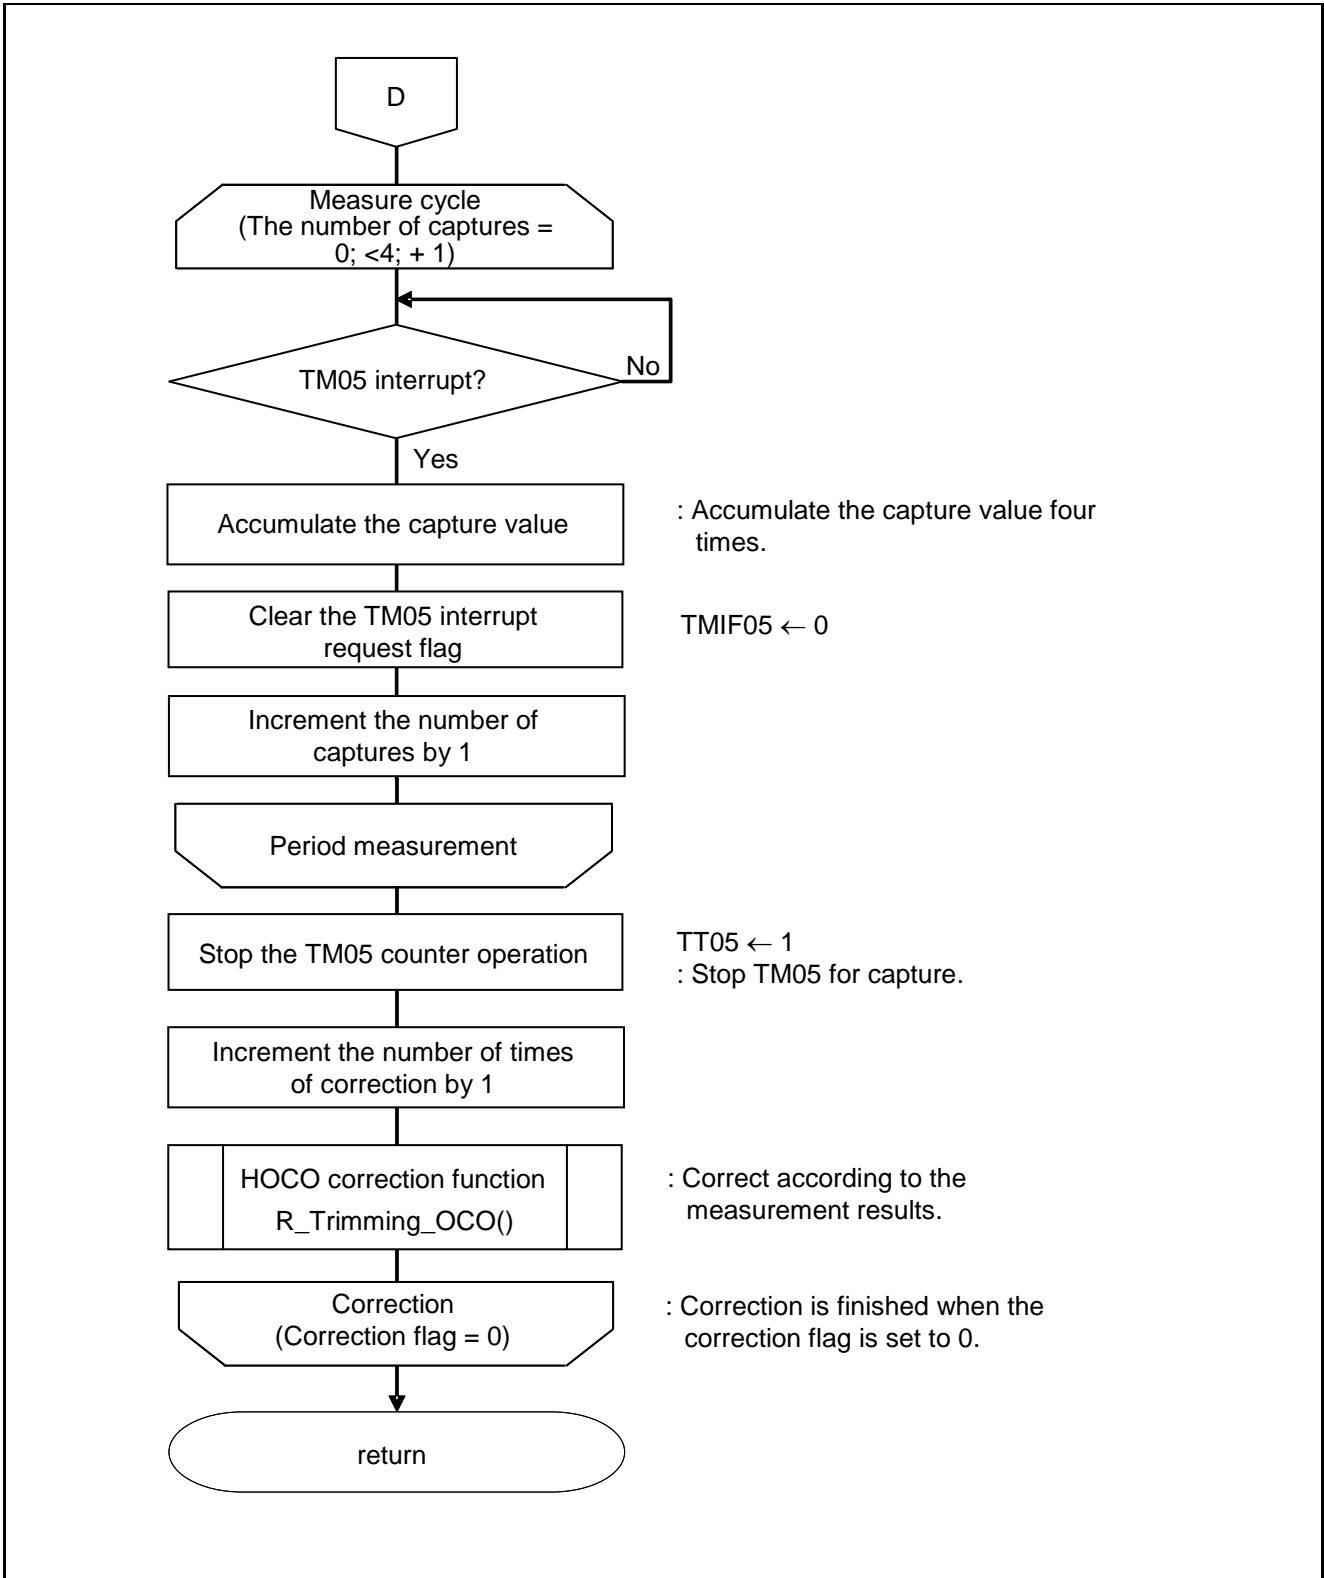 D
Measure cycle
(The number of captures =
0; <4; + 1)
TM05 interrupt?
No
Yes
Accumulate the capture value
: Accumulate the capture value four
times.
Clear the TM05 interrupt
request flag
TMIF05 ← 0
Increment the number of
captures by 1
Period measurement
Stop the TM05 counter operation
TT05 ← 1
: Stop TM05 for capture.
Increment the number of times
of correction by 1
HOCO correction function
R_Trimming_OCO()
: Correct according to the
measurement results.
Correction
(Correction flag = 0)
: Correction is finished when the
correction flag is set to 0.
return